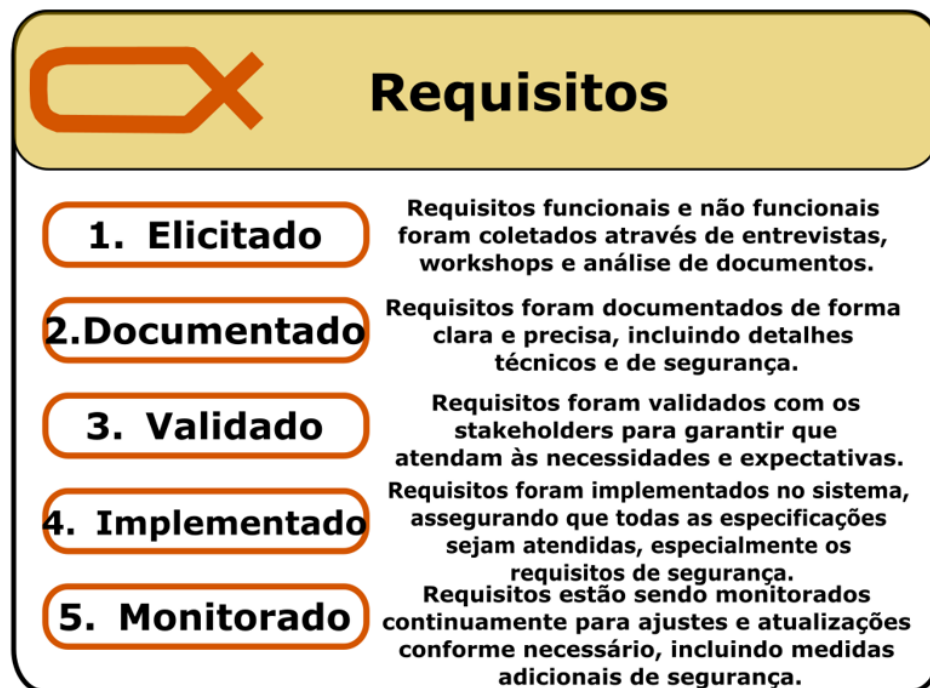 Requisitos
1. Elicitado
Requisitos funcionais e não funcionais
foram coletados através de entrevistas,
workshops e análise de documentos.
2.Documentado
Requisitos foram documentados de forma
clara e precisa, incluindo detalhes
técnicos e de segurança.
3. Validado
Requisitos foram validados com os
stakeholders para garantir que
atendam às necessidades e expectativas.
4. Implementado
Requisitos foram implementados no sistema,
assegurando que todas as especificações
sejam atendidas, especialmente os
requisitos de segurança.
5. Monitorado
Requisitos estão sendo monitorados
continuamente para ajustes e atualizações
conforme necessário, incluindo medidas
adicionais de segurança.